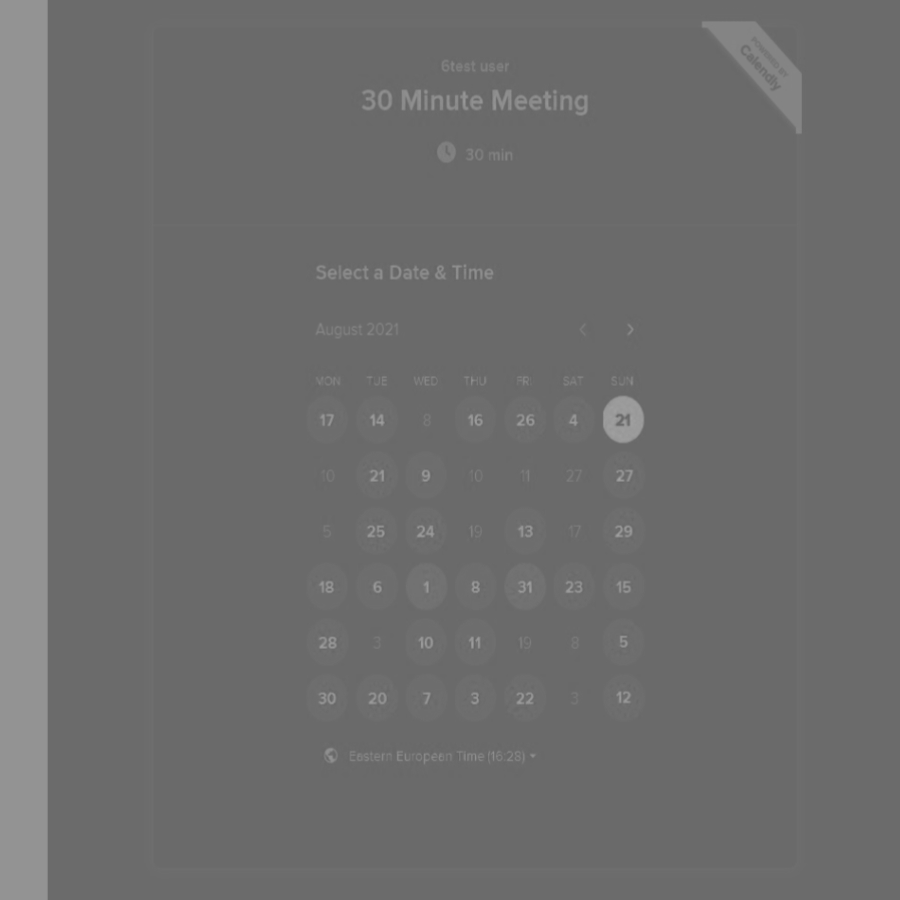 6test user
30 Minute Meeting
30 min
POWERED BY
Calendly
Select a Date & Time
August 2021
MON TUE WED THU FRI SAT SUN
17 14 8 16 26 4 21
10 21 9 10 11 27 27
5 25 24 19 13 17 29
18 6 1 8 31 23 15
28 3 10 11 19 8 5
30 20 7 3 22 3 12
Eastern European Time (16:28)